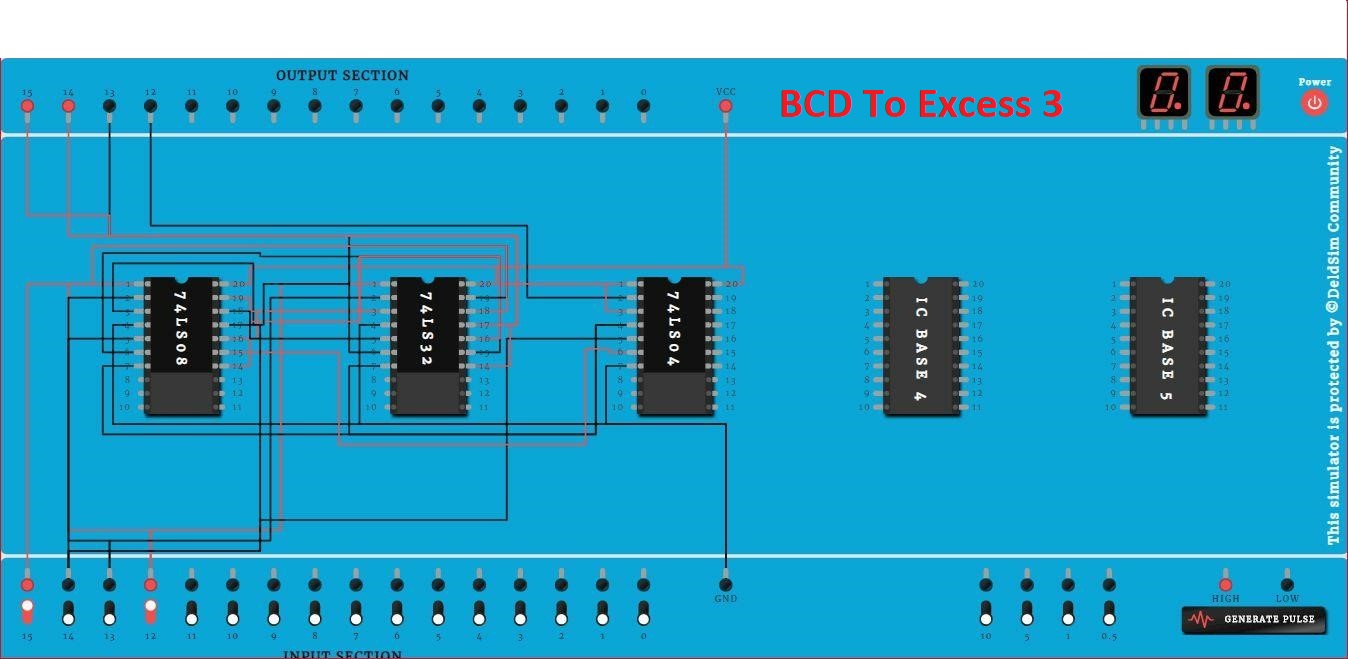 OUTPUT SECTION
15 14 13 12 11 10 9 8 7 6 5 4 3 2 1 0 VCC
BCD To Excess 3
Power
This simulator is protected by ©DeldSim Community
74LS08
1 2 3 4 5 6 7 8 9 10
20 19 18 17 16 15 14 13 12 11
74LS32
1 2 3 4 5 6 7 8 9 10
20 19 18 17 16 15 14 13 12 11
74LS04
1 2 3 4 5 6 7 8 9 10
20 19 18 17 16 15 14 13 12 11
IC BASE 4
1 2 3 4 5 6 7 8 9 10
20 19 18 17 16 15 14 13 12 11
IC BASE 5
1 2 3 4 5 6 7 8 9 10
20 19 18 17 16 15 14 13 12 11
GND
HIGH LOW
GENERATE PULSE
15 14 13 12 11 10 9 8 7 6 5 4 3 2 1 0 10 5 1 0.5
INPUT SECTION